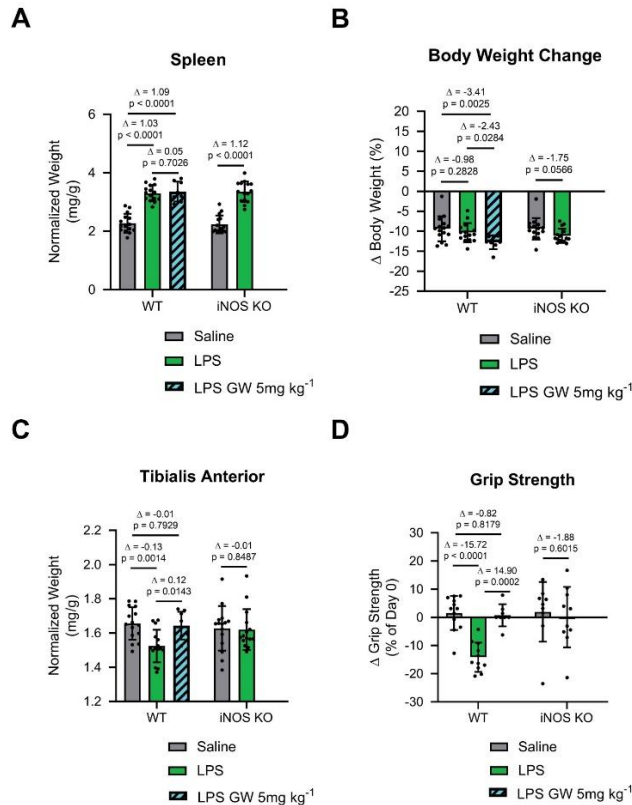 A
Spleen
Δ = 1.09
p < 0.0001
Δ = 1.03
p < 0.0001
Δ = 0.05
p = 0.7026
Δ = 1.12
p < 0.0001
Normalized Weight
(mg/g)
6
4
2
0
WT
iNOS KO
Saline
LPS
LPS GW 5mg kg⁻¹
B
Body Weight Change
Δ = -3.41
p = 0.0025
Δ = -2.43
p = 0.0284
Δ = -0.98
p = 0.2828
Δ = -1.75
p = 0.0566
Δ Body Weight (%)
20
15
10
5
0
-5
-10
-15
-20
-25
WT
iNOS KO
Saline
LPS
LPS GW 5mg kg⁻¹
C
Tibialis Anterior
Δ = -0.01
p = 0.7929
Δ = -0.13
p = 0.0014
Δ = 0.12
p = 0.0143
Δ = -0.01
p = 0.8487
Normalized Weight
(mg/g)
2.2
2.0
1.8
1.6
1.4
1.2
WT
iNOS KO
Saline
LPS
LPS GW 5mg kg⁻¹
D
Grip Strength
Δ = -0.82
p = 0.8179
Δ = -15.72
p < 0.0001
Δ = 14.90
p = 0.0002
Δ = -1.88
p = 0.6015
Δ Grip Strength
(% of Day 0)
30
20
10
0
-10
-20
-30
WT
iNOS KO
Saline
LPS
LPS GW 5mg kg⁻¹